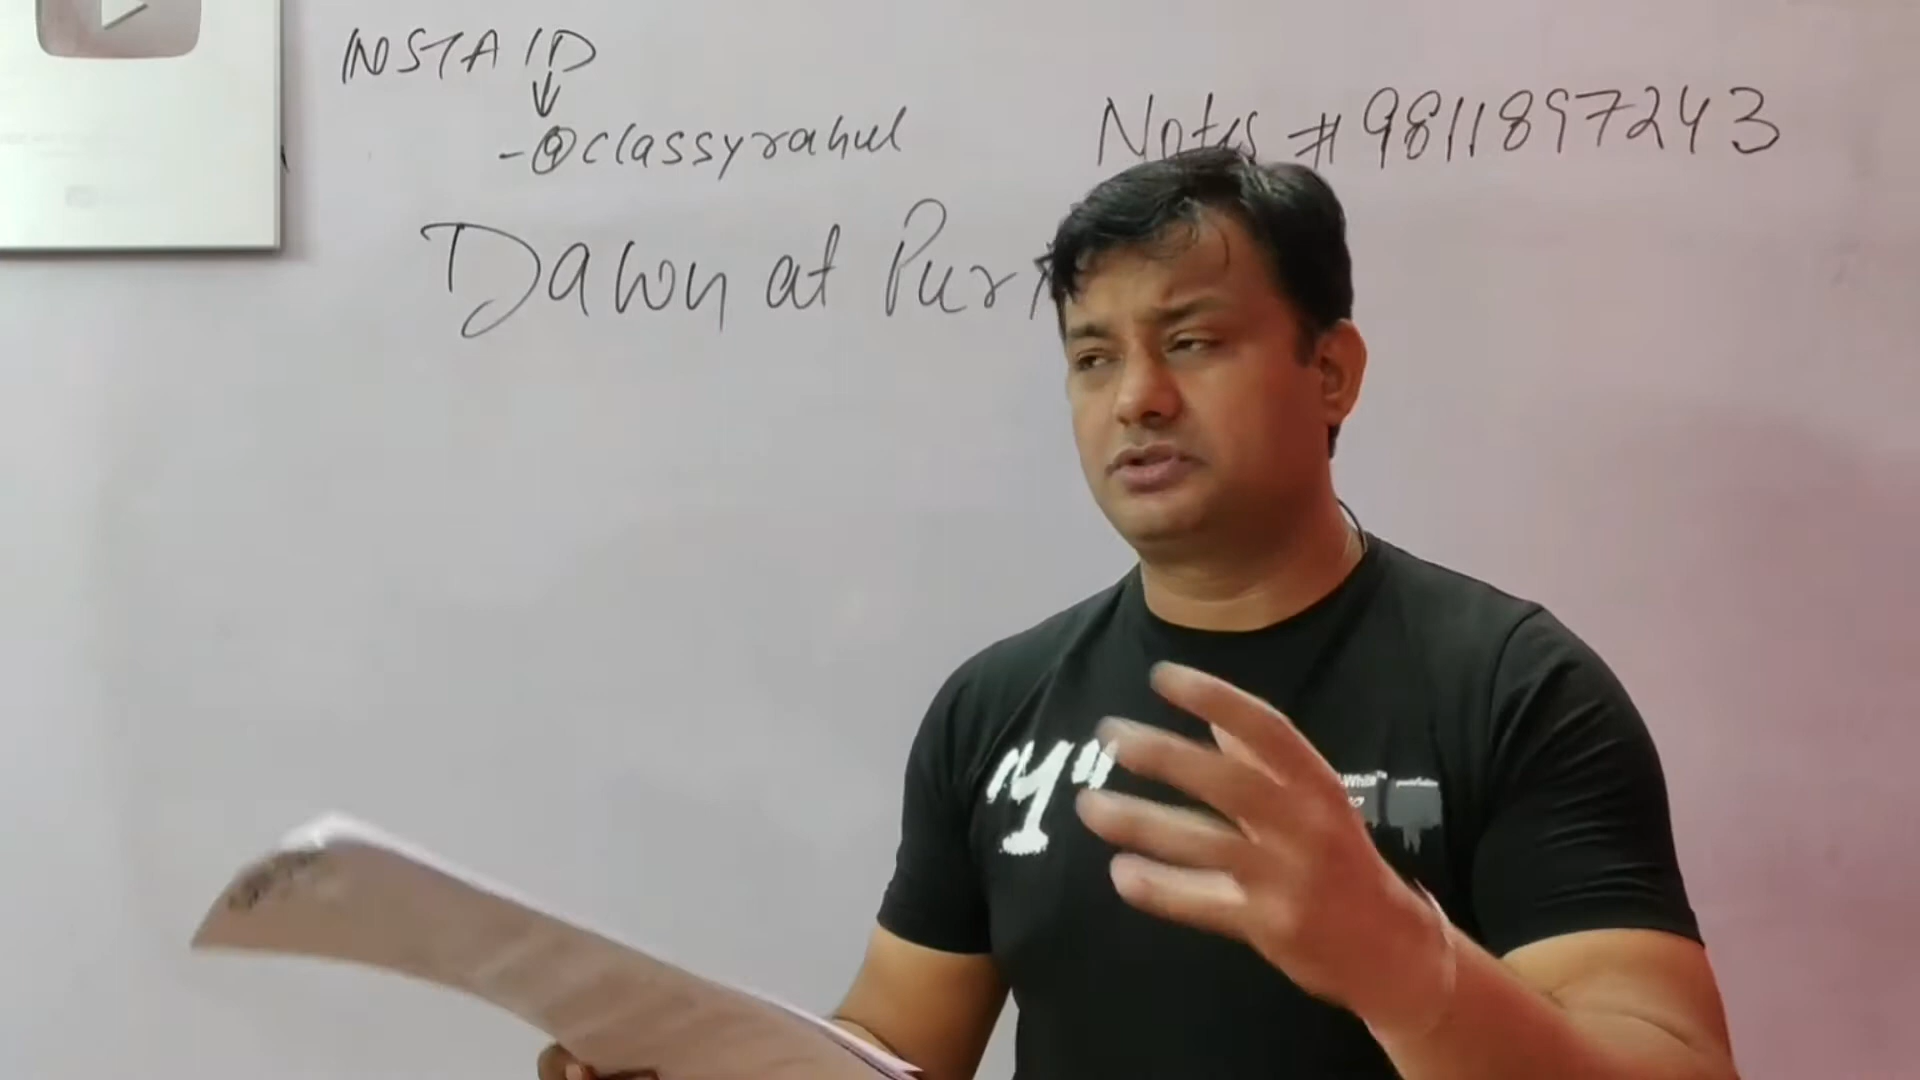 INSTA ID
@classyrahul
Notes # 9811897243
Dawn at Puri
"Y"